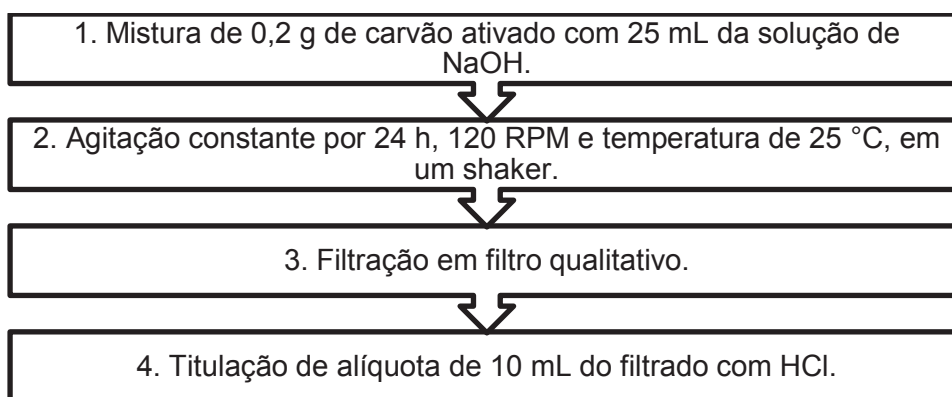 1. Mistura de 0,2 g de carvão ativado com 25 mL da solução de
NaOH.
2. Agitação constante por 24 h, 120 RPM e temperatura de 25 °C, em
um shaker.
3. Filtração em filtro qualitativo.
4. Titulação de alíquota de 10 mL do filtrado com HCl.